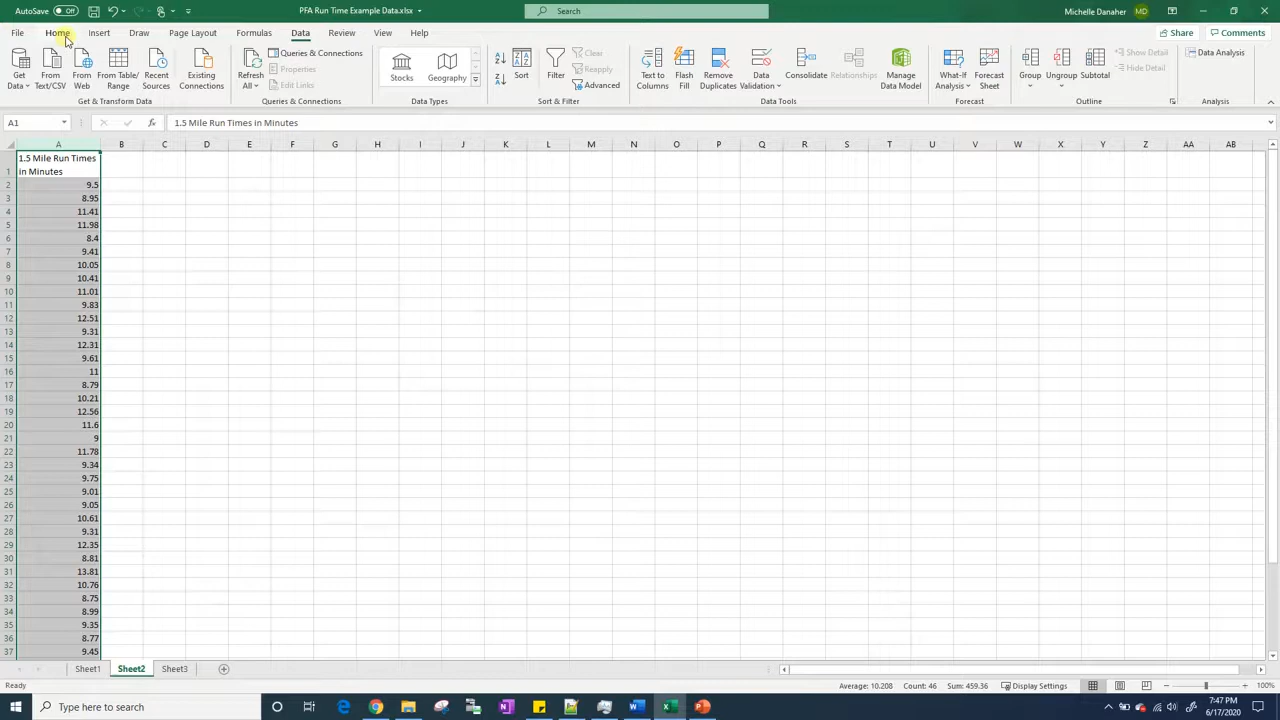 AutoSave Off PFA Run Time Example Data.xlsx Search Michelle Danaher MD
File Home Insert Draw Page Layout Formulas Data Review View Help Share Comments
Get Data From Text/CSV From Web From Table/ Range Recent Sources Existing Connections
Get & Transform Data
Refresh All Queries & Connections Properties Edit Links
Queries & Connections
Stocks Geography
Data Types
Sort Filter Clear Reapply Advanced
Sort & Filter
Text to Columns Flash Fill Remove Duplicates Data Validation Consolidate Relationships Manage Data Model
Data Tools
What-If Analysis Forecast Sheet
Forecast
Group Ungroup Subtotal Show Detail Hide Detail
Outline
Data Analysis
Analysis
A1 fx 1.5 Mile Run Times in Minutes
A B C D E F G H I J K L M N O P Q R S T U V W X Y Z AA AB
1.5 Mile Run Times
1 in Minutes
2 9.5
3 8.95
4 11.41
5 11.98
6 8.4
7 9.41
8 10.05
9 10.41
10 11.01
11 9.83
12 12.51
13 9.31
14 12.31
15 9.61
16 11
17 8.79
18 10.21
19 12.56
20 11.6
21 9
22 11.78
23 9.34
24 9.75
25 9.01
26 9.05
27 10.61
28 9.31
29 12.35
30 8.81
31 13.81
32 10.76
33 8.75
34 8.99
35 9.35
36 8.77
37 9.45
Sheet1 Sheet2 Sheet3
Ready Average: 10.208 Count: 46 Sum: 459.36 Display Settings 100%
Type here to search 7:47 PM
6/17/2020